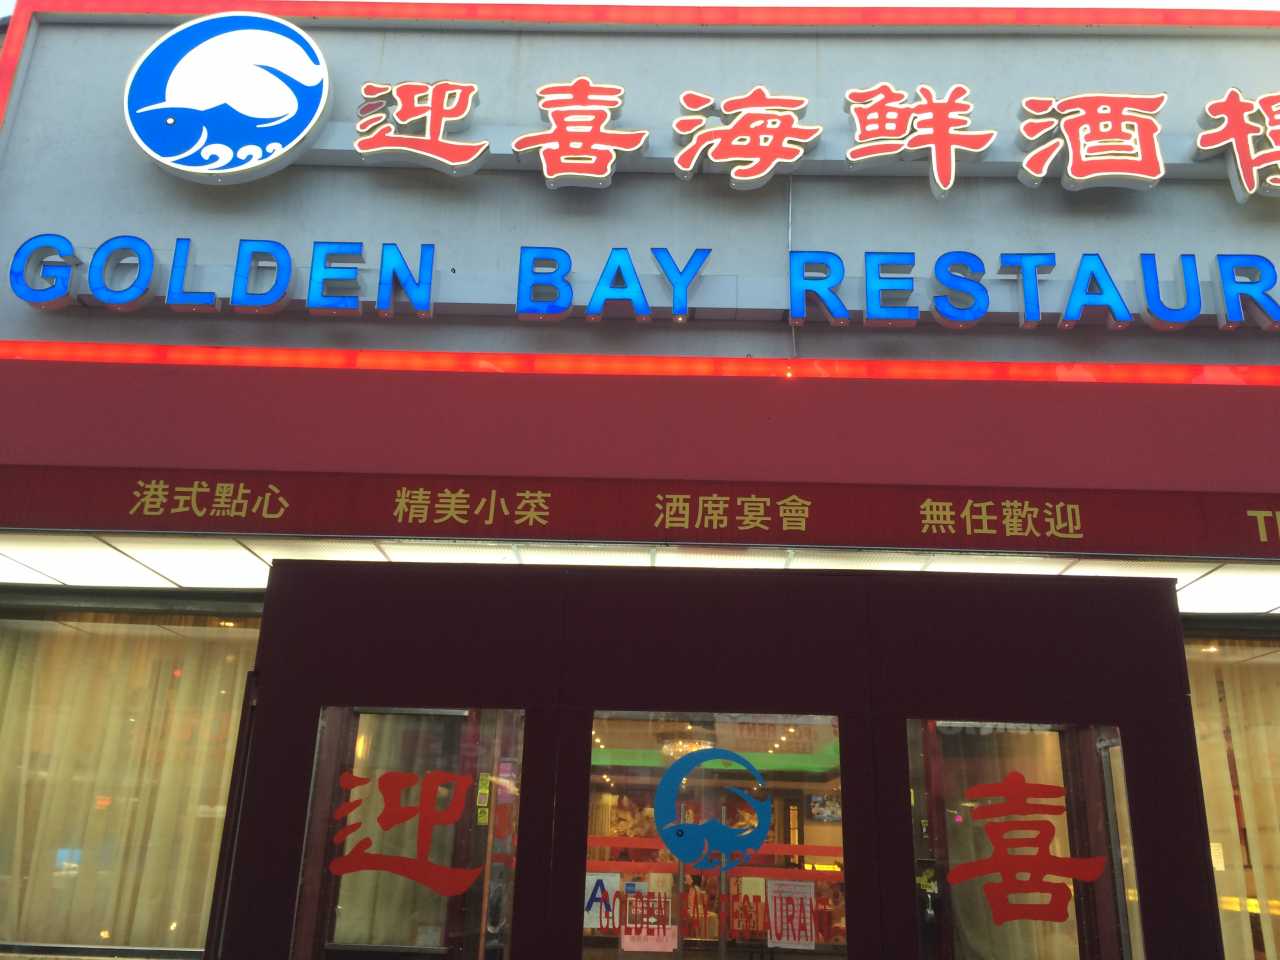 迎喜海鮮酒樓
GOLDEN BAY RESTAUR
港式點心 精美小菜 酒席宴會 無任歡迎
迎 喜
A
GOLDEN BAY RESTAURANT